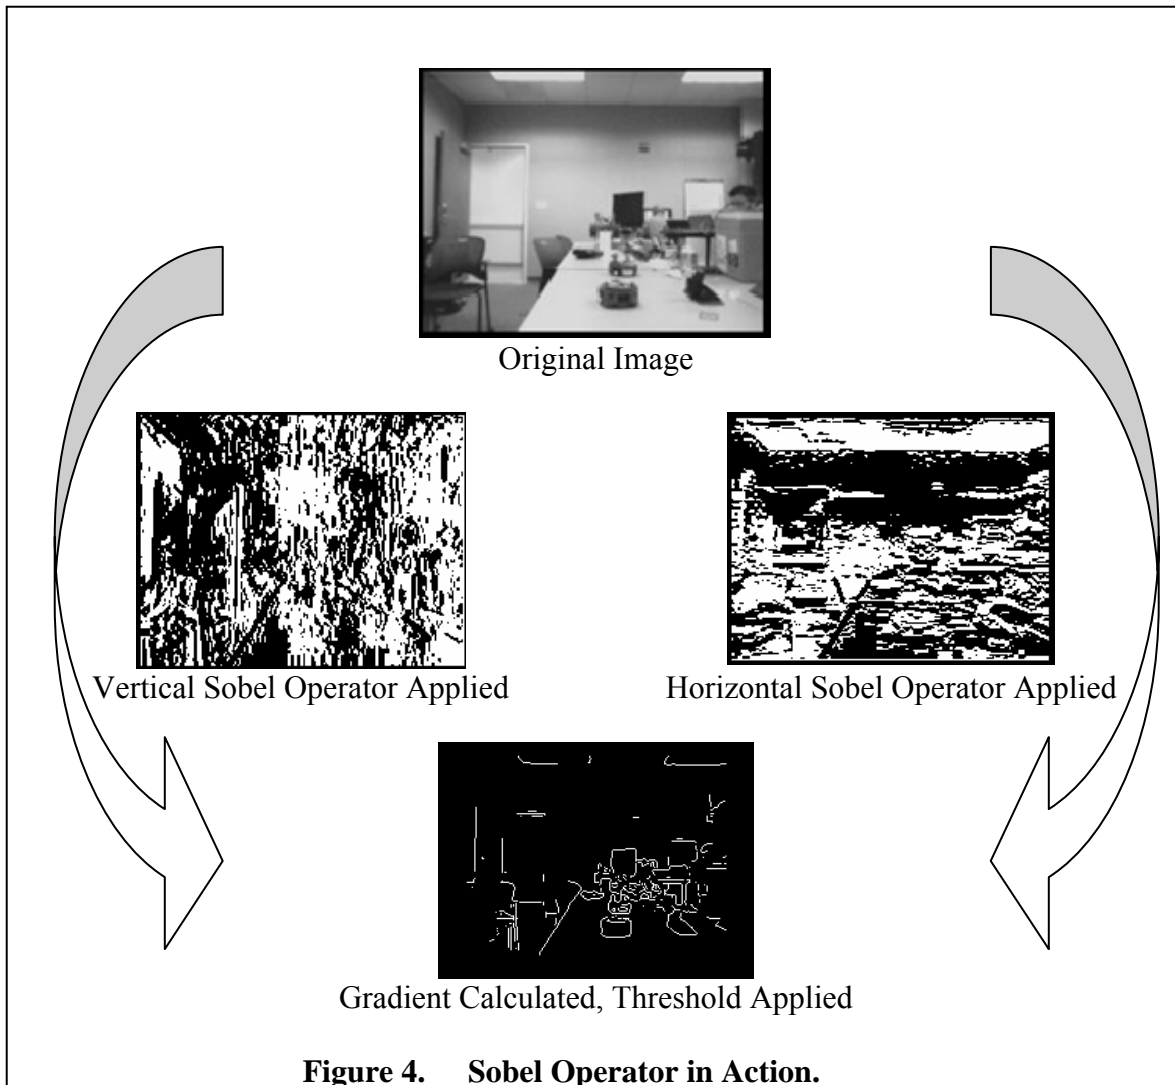 Original Image
Vertical Sobel Operator Applied
Horizontal Sobel Operator Applied
Gradient Calculated, Threshold Applied
Figure 4. Sobel Operator in Action.